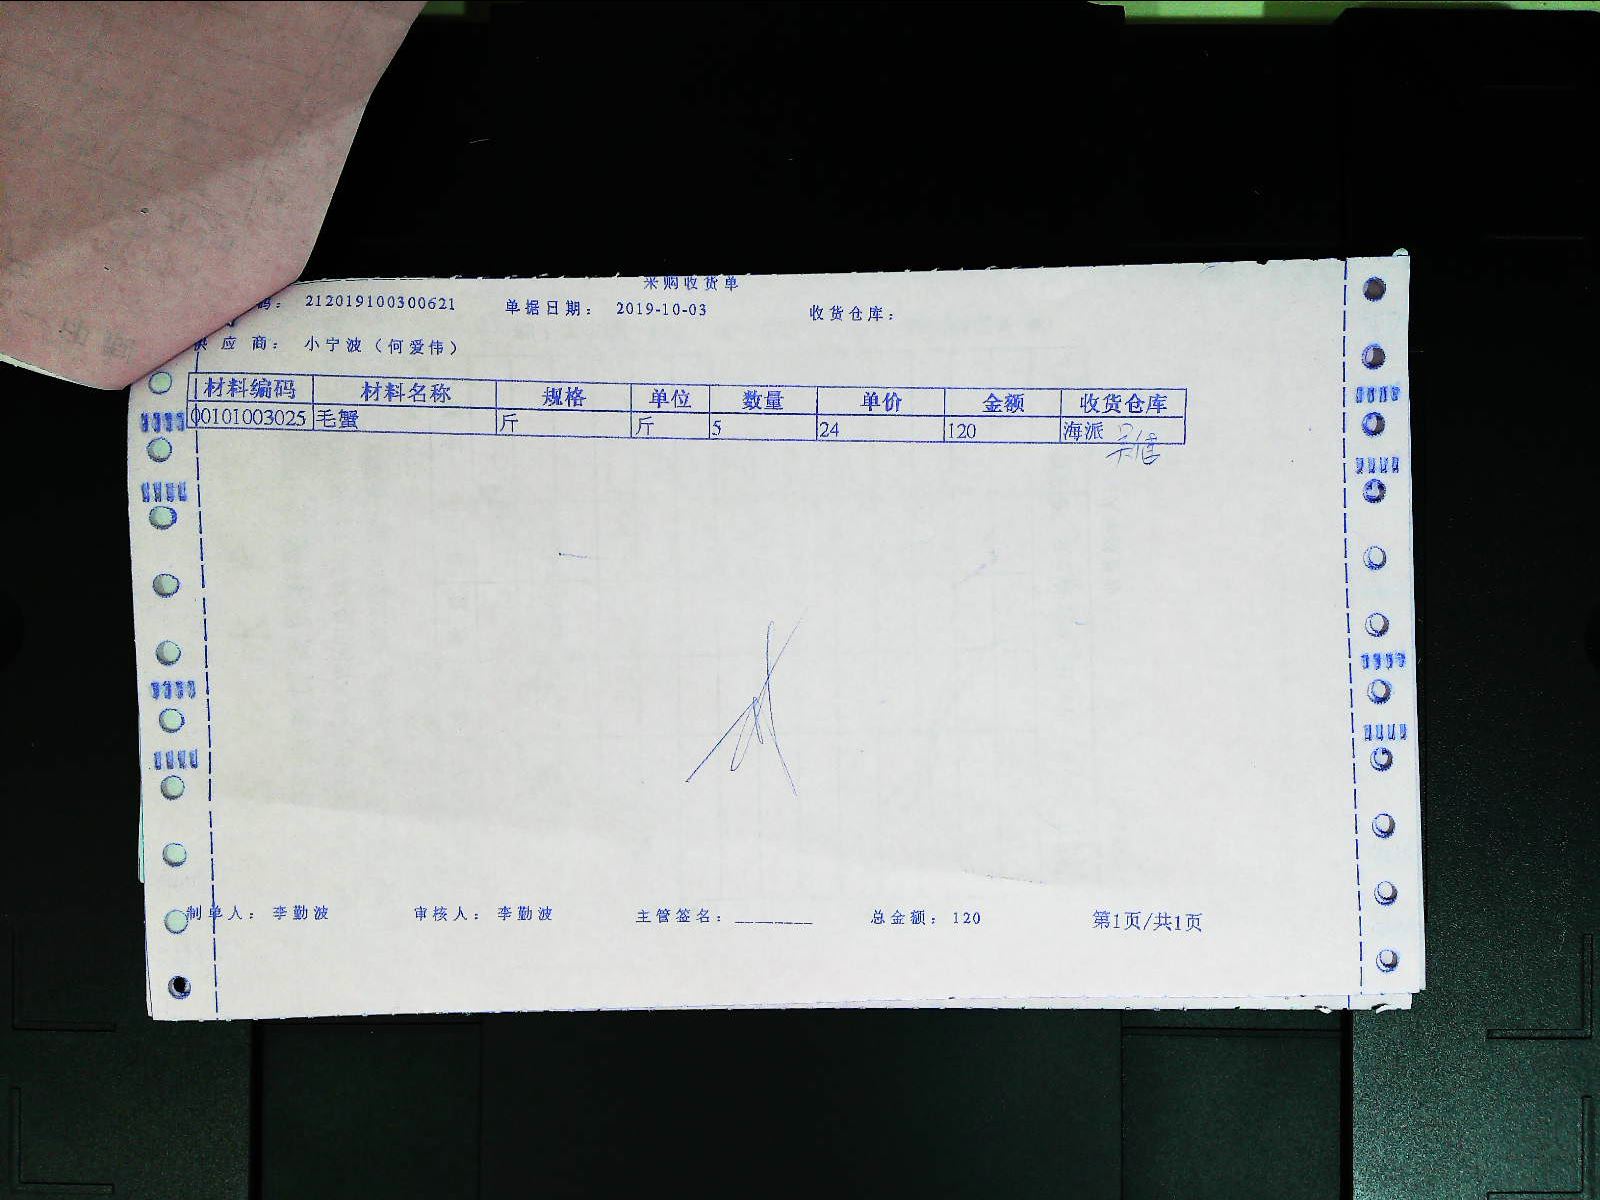 采购收货单
码： 212019100300621 单据日期： 2019-10-03 收货仓库：
供应商： 小宁波（何爱伟）
材料编码 材料名称 规格 单位 数量 单价 金额 收货仓库
00101003025 毛蟹 斤 斤 5 24 120 海派
制单人： 李勤波 审核人： 李勤波 主管签名：________ 总金额： 120 第1页/共1页